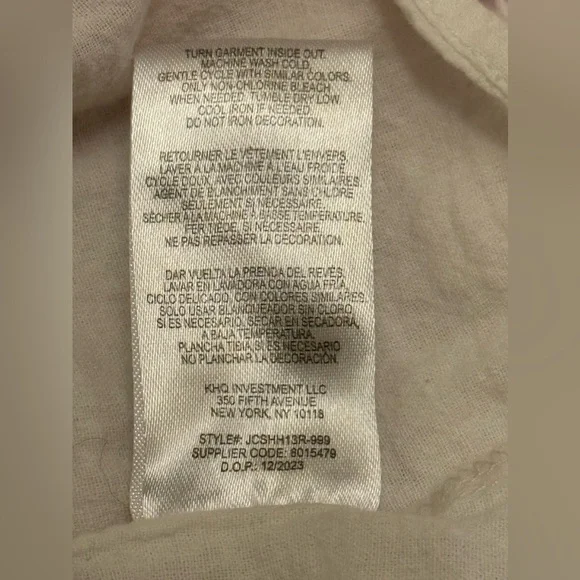 TURN GARMENT INSIDE OUT.
MACHINE WASH COLD,
GENTLE CYCLE WITH SIMILAR COLORS.
ONLY NON-CHLORINE BLEACH
WHEN NEEDED. TUMBLE DRY LOW.
COOL IRON IF NEEDED.
DO NOT IRON DECORATION.
RETOURNER LE VÊTEMENT L'ENVERS,
LAVER À LA MACHINE À L'EAU FROIDE
CYCLE DOUX, AVEC COULEURS SIMILAIRES.
AGENT DE BLANCHIMENT SANS CHLORE
SEULEMENT SI NÉCESSAIRE.
SÉCHER À LA MACHINE À BASSE TEMPÉRATURE.
FER TIÈDE, SI NÉCESSAIRE.
NE PAS REPASSER LA DÉCORATION.
DAR VUELTA LA PRENDA DEL REVÉS,
LAVAR EN LAVADORA CON AGUA FRÍA,
CICLO DELICADO, CON COLORES SIMILARES.
SOLO USAR BLANQUEADOR SIN CLORO,
SI ES NECESARIO, SECAR EN SECADORA,
A BAJA TEMPERATURA.
PLANCHA TIBIA, SI ES NECESARIO
NO PLANCHAR LA DECORACIÓN.
KHQ INVESTMENT LLC
350 FIFTH AVENUE
NEW YORK, NY 10118
STYLE#: JCSHH13R-999
SUPPLIER CODE: 8015479
D.O.P.: 12/2023